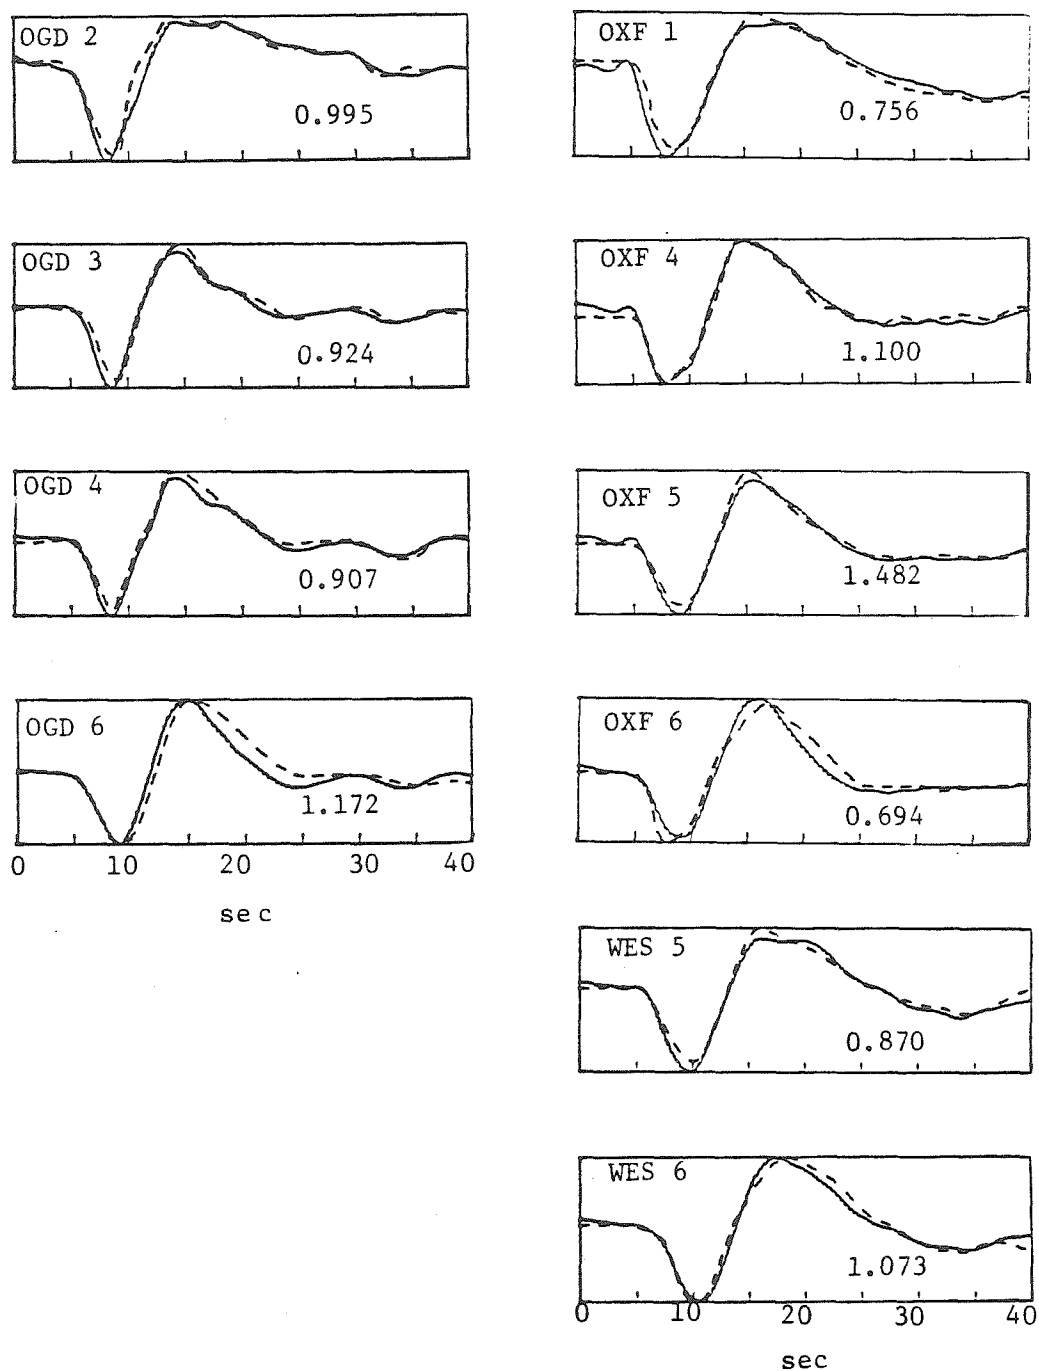 OGD 2
0.995
OGD 3
0.924
OGD 4
0.907
OGD 6
1.172
0 10 20 30 40
sec
OXF 1
0.756
OXF 4
1.100
OXF 5
1.482
OXF 6
0.694
WES 5
0.870
WES 6
1.073
0 10 20 30 40
sec